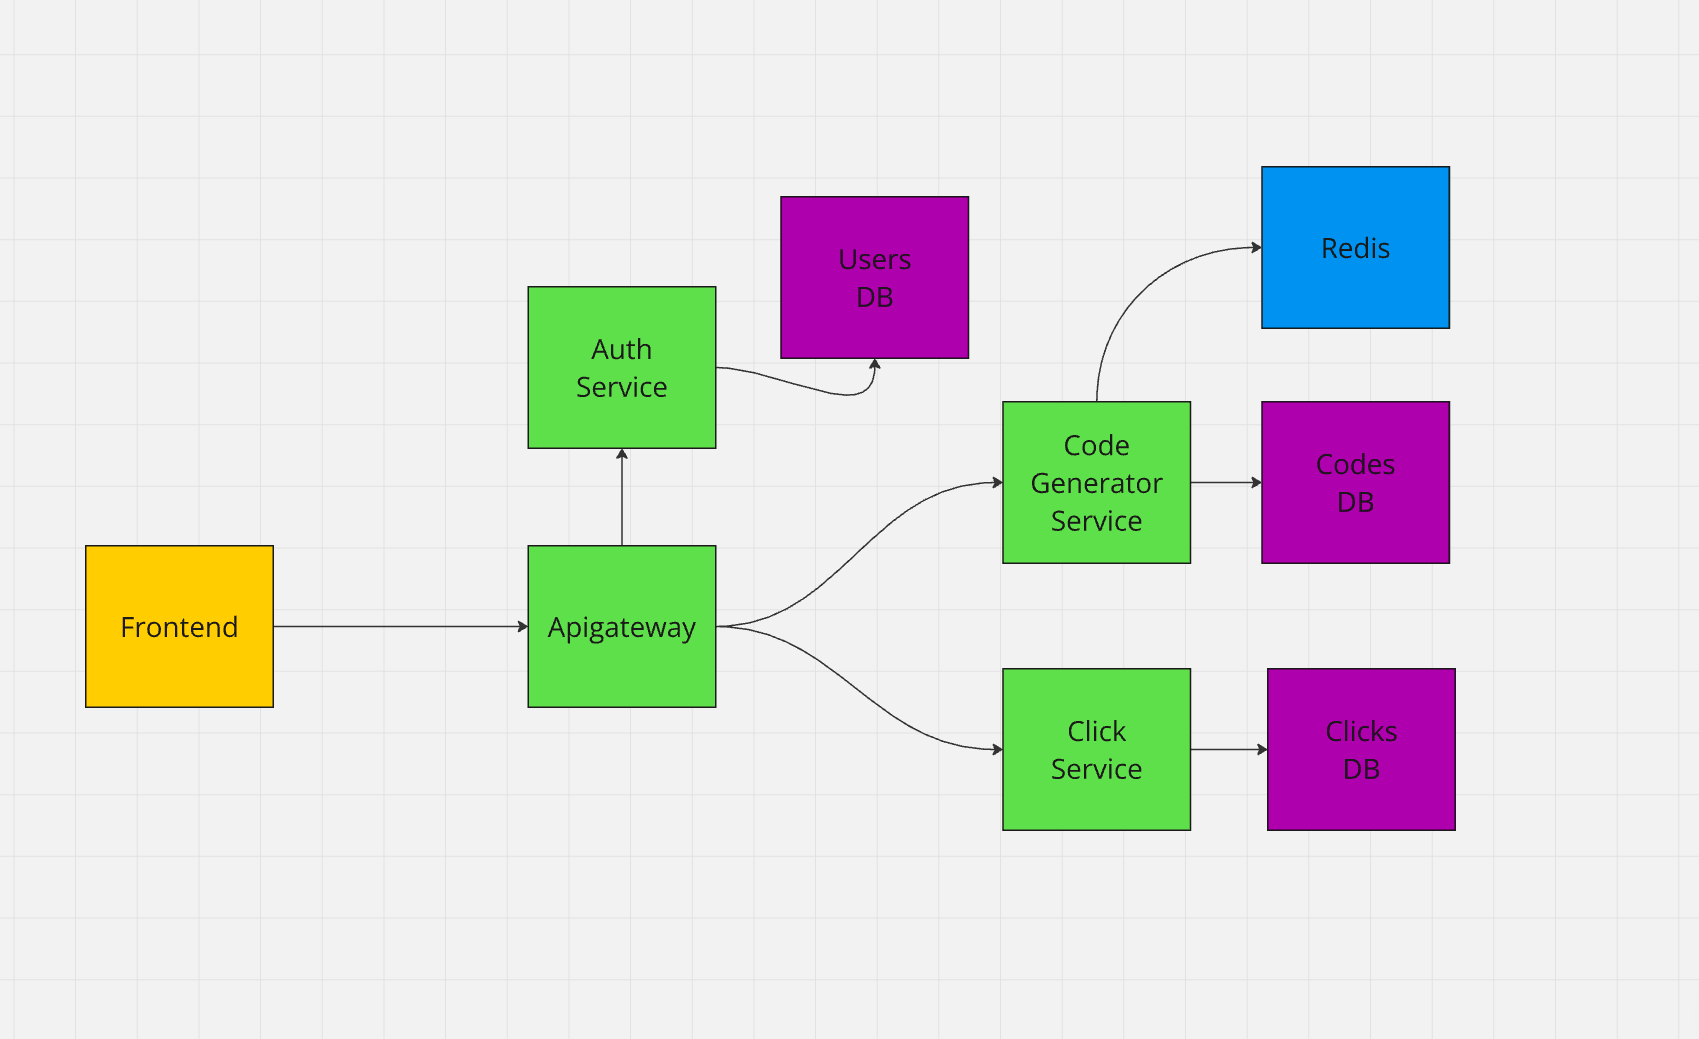 Users
DB
Redis
Auth
Service
Code
Generator
Service
Codes
DB
Frontend
Apigateway
Click
Service
Clicks
DB